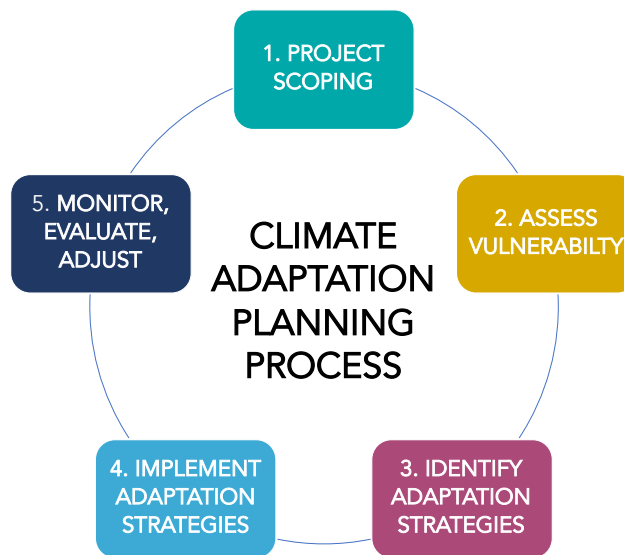 1. PROJECT
SCOPING
2. ASSESS
VULNERABILTY
3. IDENTIFY
ADAPTATION
STRATEGIES
4. IMPLEMENT
ADAPTATION
STRATEGIES
5. MONITOR,
EVALUATE,
ADJUST
CLIMATE
ADAPTATION
PLANNING
PROCESS